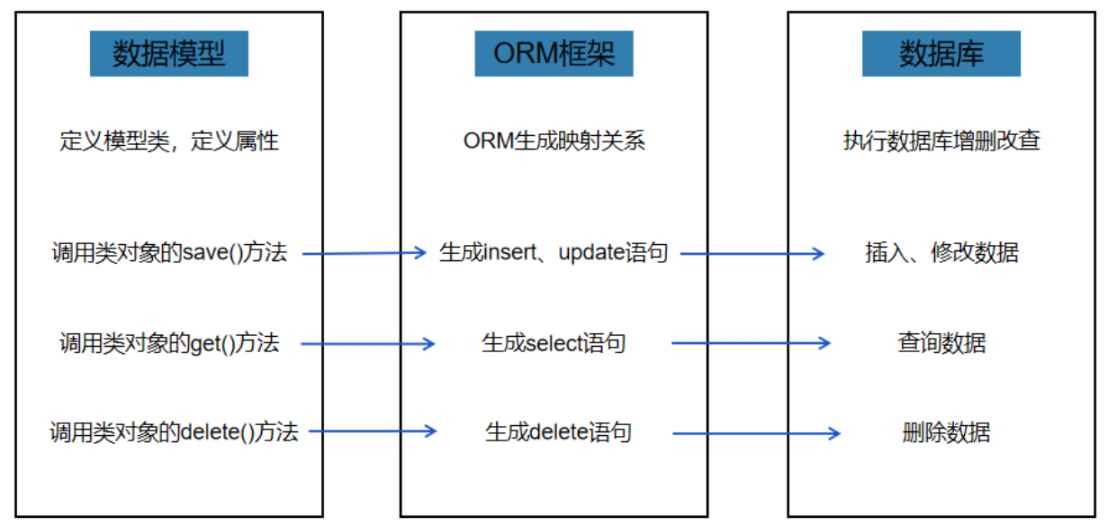 数据模型
定义模型类，定义属性
调用类对象的save()方法
调用类对象的get()方法
调用类对象的delete()方法
ORM框架
ORM生成映射关系
生成insert、update语句
生成select语句
生成delete语句
数据库
执行数据库增删改查
插入、修改数据
查询数据
删除数据